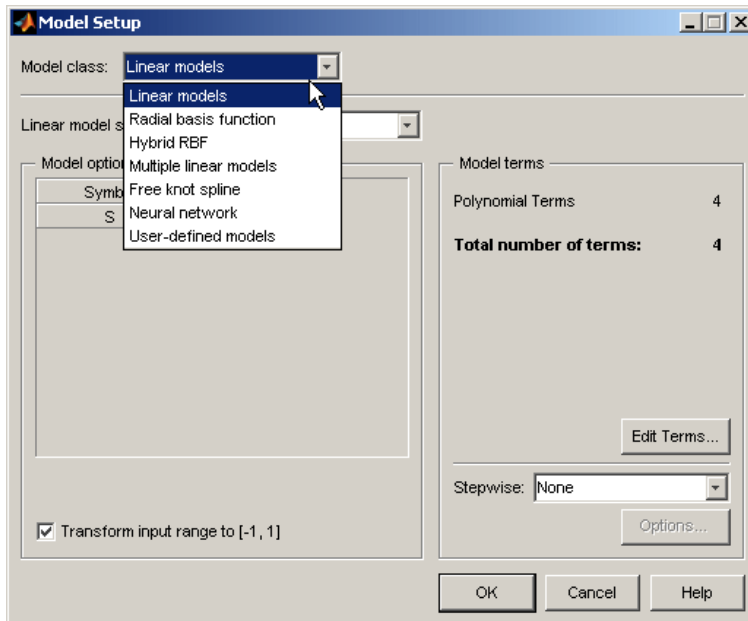 Model Setup
Model class: Linear models
Linear models
Radial basis function
Hybrid RBF
Multiple linear models
Free knot spline
Neural network
User-defined models
Linear model s
Model optio
Symb
S
Transform input range to [-1, 1]
Model terms
Polynomial Terms 4
Total number of terms: 4
Edit Terms...
Stepwise: None
Options...
OK Cancel Help